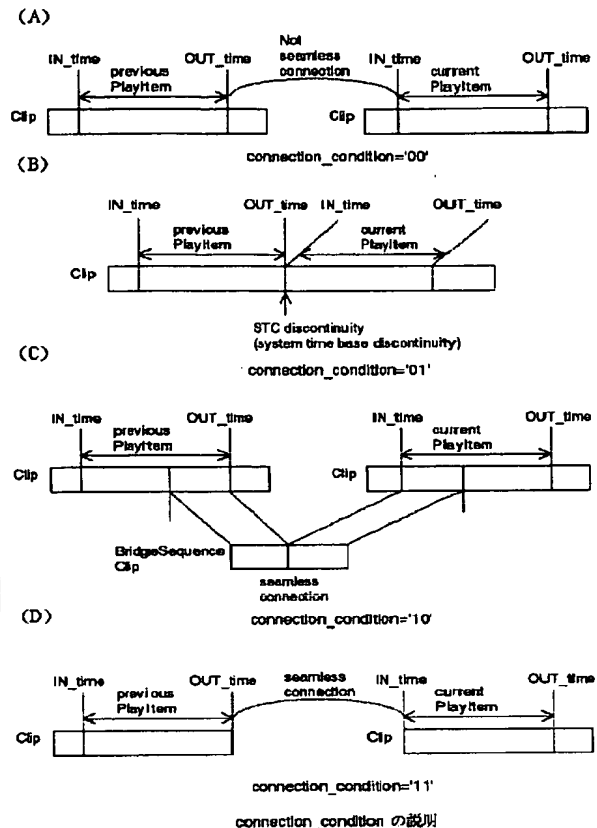 (A)
Not
seamless
connection
IN_time
OUT_time
IN_time
OUT_time
previous
PlayItem
current
PlayItem
Clip
Clip
connection_condition='00'
(B)
IN_time
OUT_time
IN_time
OUT_time
previous
PlayItem
current
PlayItem
Clip
STC discontinuity
(system time base discontinuity)
connection_condition='01'
(C)
IN_time
OUT_time
IN_time
OUT_time
previous
PlayItem
current
PlayItem
Clip
Clip
BridgeSequence
Clip
seamless
connection
connection_condition='10'
(D)
IN_time
OUT_time
seamless
connection
IN_time
OUT_time
previous
PlayItem
current
PlayItem
Clip
Clip
connection_condition='11'
connection_condition の説明